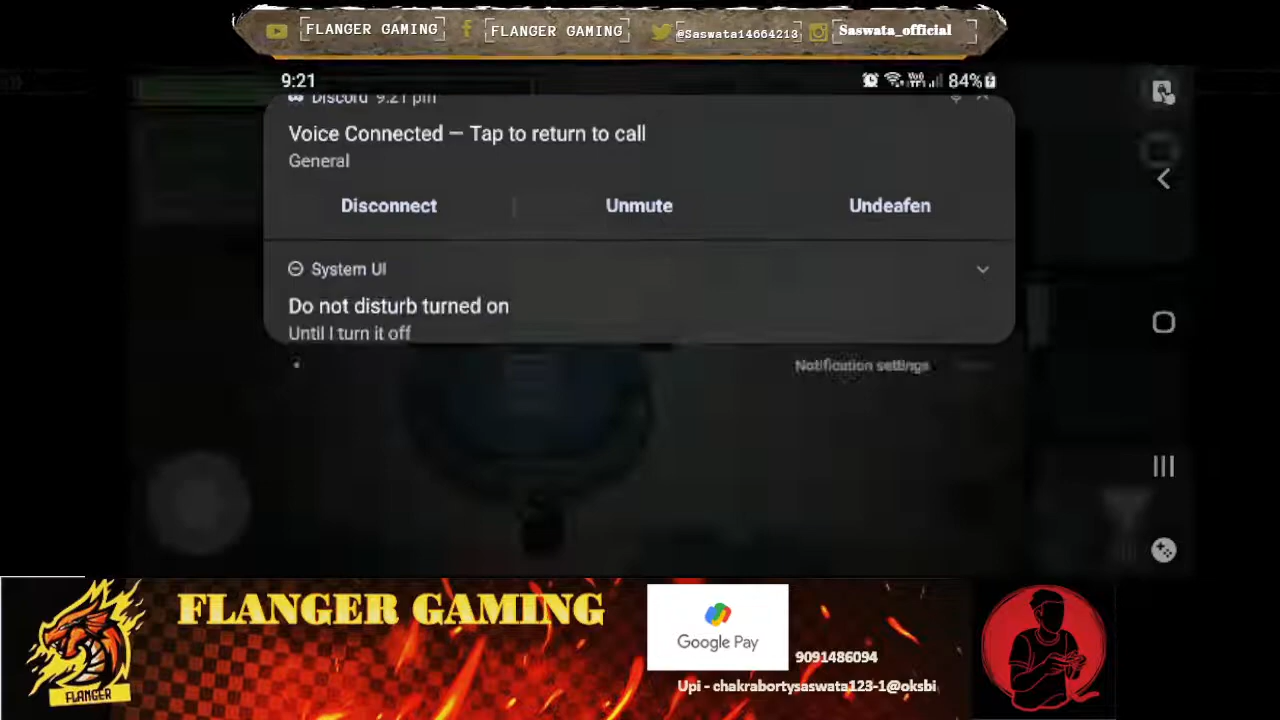 FLANGER GAMING
FLANGER GAMING
@Saswata14664213
Saswata_official
9:21
84%
Discord 9:21 pm
Voice Connected – Tap to return to call
General
Disconnect
Unmute
Undeafen
System UI
Do not disturb turned on
Until I turn it off
Notification settings
FLANGER GAMING
Google Pay
9091486094
Upi - chakrabortysaswata123-1@oksbi
FLANGER